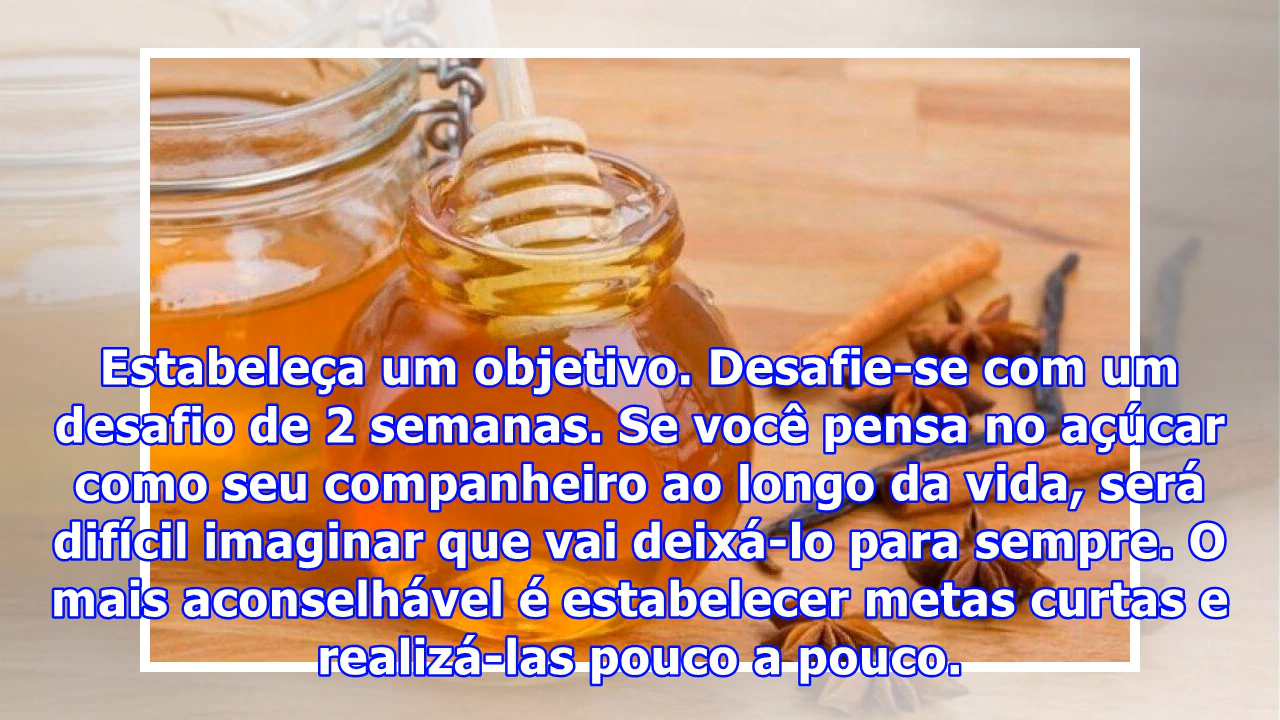 Estabeleça um objetivo. Desafie-se com um
desafio de 2 semanas. Se você pensa no açúcar
como seu companheiro ao longo da vida, será
difícil imaginar que vai deixá-lo para sempre. O
mais aconselhável é estabelecer metas curtas e
realizá-las pouco a pouco.